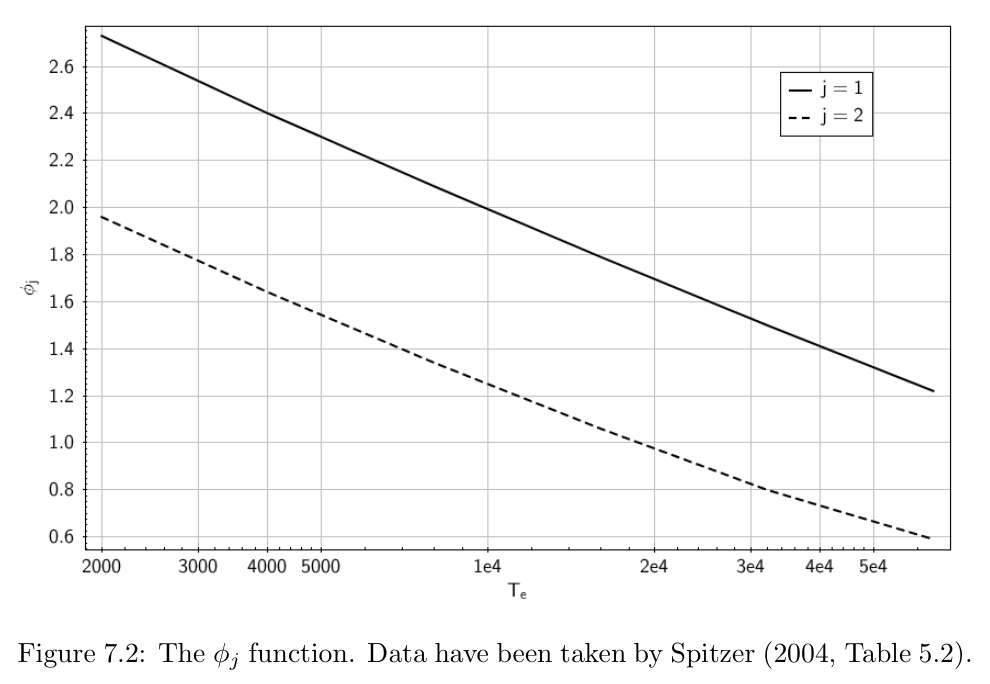 2.6
2.4
2.2
2.0
1.8
1.6
1.4
1.2
1.0
0.8
0.6
ϕj
j = 1
j = 2
2000 3000 4000 5000 1e4 2e4 3e4 4e4 5e4
Te
Figure 7.2: The ϕj function. Data have been taken by Spitzer (2004, Table 5.2).